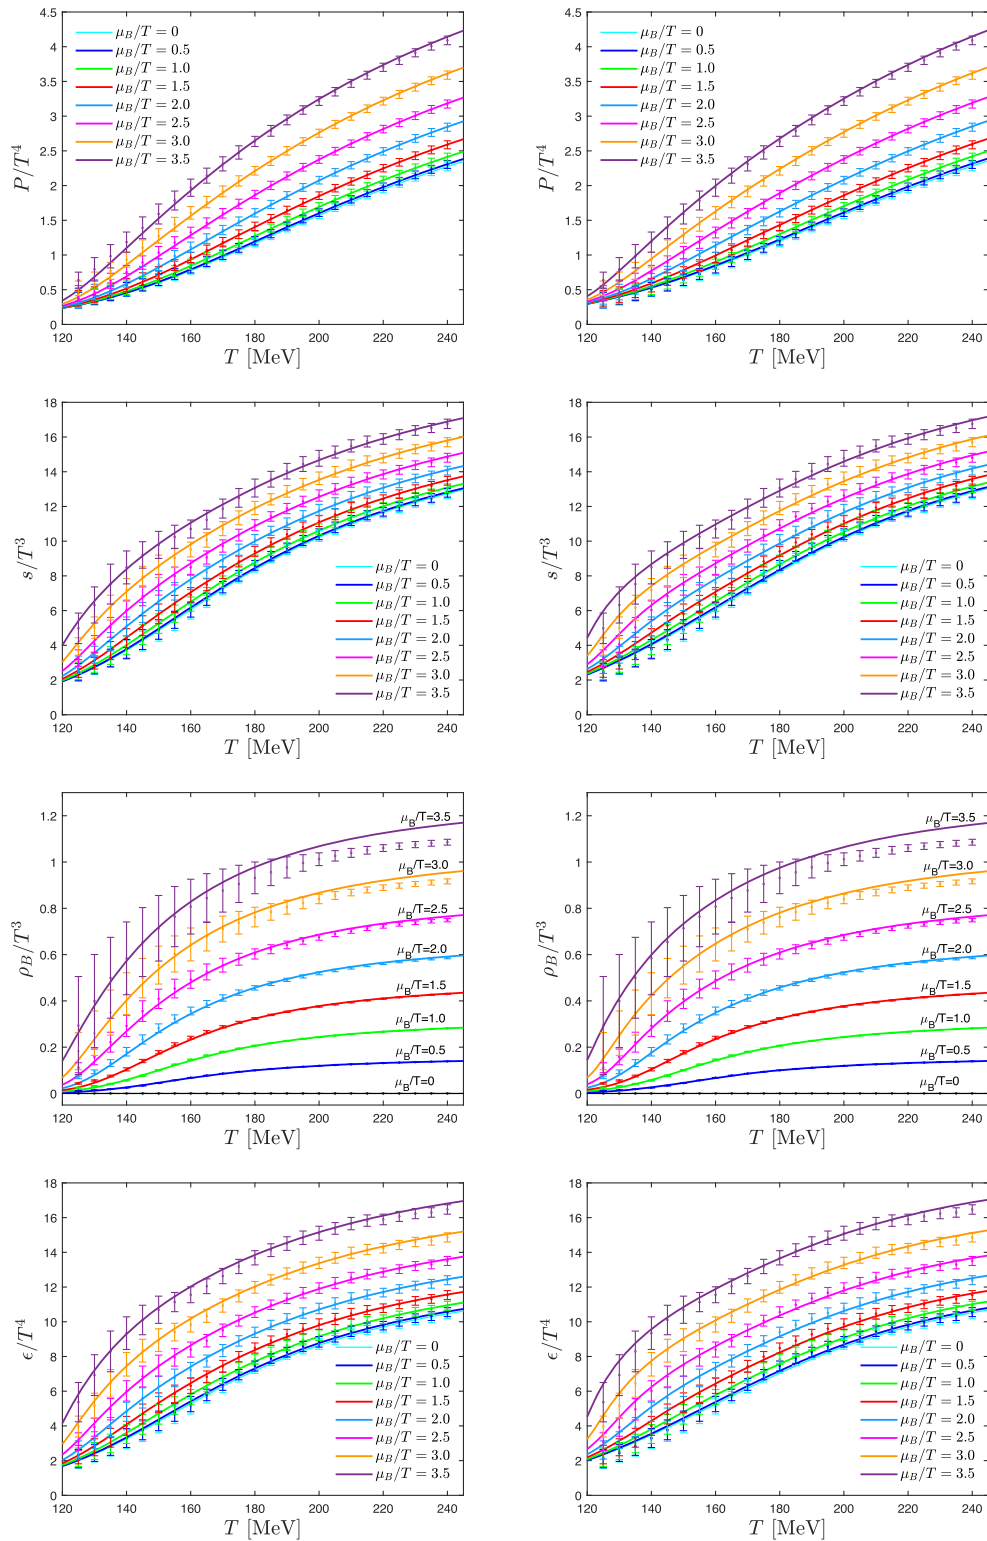 4.5
4
3.5
3
2.5
2
1.5
1
0.5
0
P/T⁴
μ_B/T = 0
μ_B/T = 0.5
μ_B/T = 1.0
μ_B/T = 1.5
μ_B/T = 2.0
μ_B/T = 2.5
μ_B/T = 3.0
μ_B/T = 3.5
120 140 160 180 200 220 240
T [MeV]
4.5
4
3.5
3
2.5
2
1.5
1
0.5
0
P/T⁴
μ_B/T = 0
μ_B/T = 0.5
μ_B/T = 1.0
μ_B/T = 1.5
μ_B/T = 2.0
μ_B/T = 2.5
μ_B/T = 3.0
μ_B/T = 3.5
120 140 160 180 200 220 240
T [MeV]
18
16
14
12
10
8
6
4
2
0
s/T³
μ_B/T = 0
μ_B/T = 0.5
μ_B/T = 1.0
μ_B/T = 1.5
μ_B/T = 2.0
μ_B/T = 2.5
μ_B/T = 3.0
μ_B/T = 3.5
120 140 160 180 200 220 240
T [MeV]
18
16
14
12
10
8
6
4
2
0
s/T³
μ_B/T = 0
μ_B/T = 0.5
μ_B/T = 1.0
μ_B/T = 1.5
μ_B/T = 2.0
μ_B/T = 2.5
μ_B/T = 3.0
μ_B/T = 3.5
120 140 160 180 200 220 240
T [MeV]
1.2
1
0.8
0.6
0.4
0.2
0
ρ_B/T³
μ_B/T=3.5
μ_B/T=3.0
μ_B/T=2.5
μ_B/T=2.0
μ_B/T=1.5
μ_B/T=1.0
μ_B/T=0.5
μ_B/T=0
120 140 160 180 200 220 240
T [MeV]
1.2
1
0.8
0.6
0.4
0.2
0
ρ_B/T³
μ_B/T=3.5
μ_B/T=3.0
μ_B/T=2.5
μ_B/T=2.0
μ_B/T=1.5
μ_B/T=1.0
μ_B/T=0.5
μ_B/T=0
120 140 160 180 200 220 240
T [MeV]
18
16
14
12
10
8
6
4
2
0
ϵ/T⁴
μ_B/T = 0
μ_B/T = 0.5
μ_B/T = 1.0
μ_B/T = 1.5
μ_B/T = 2.0
μ_B/T = 2.5
μ_B/T = 3.0
μ_B/T = 3.5
120 140 160 180 200 220 240
T [MeV]
18
16
14
12
10
8
6
4
2
0
ϵ/T⁴
μ_B/T = 0
μ_B/T = 0.5
μ_B/T = 1.0
μ_B/T = 1.5
μ_B/T = 2.0
μ_B/T = 2.5
μ_B/T = 3.0
μ_B/T = 3.5
120 140 160 180 200 220 240
T [MeV]